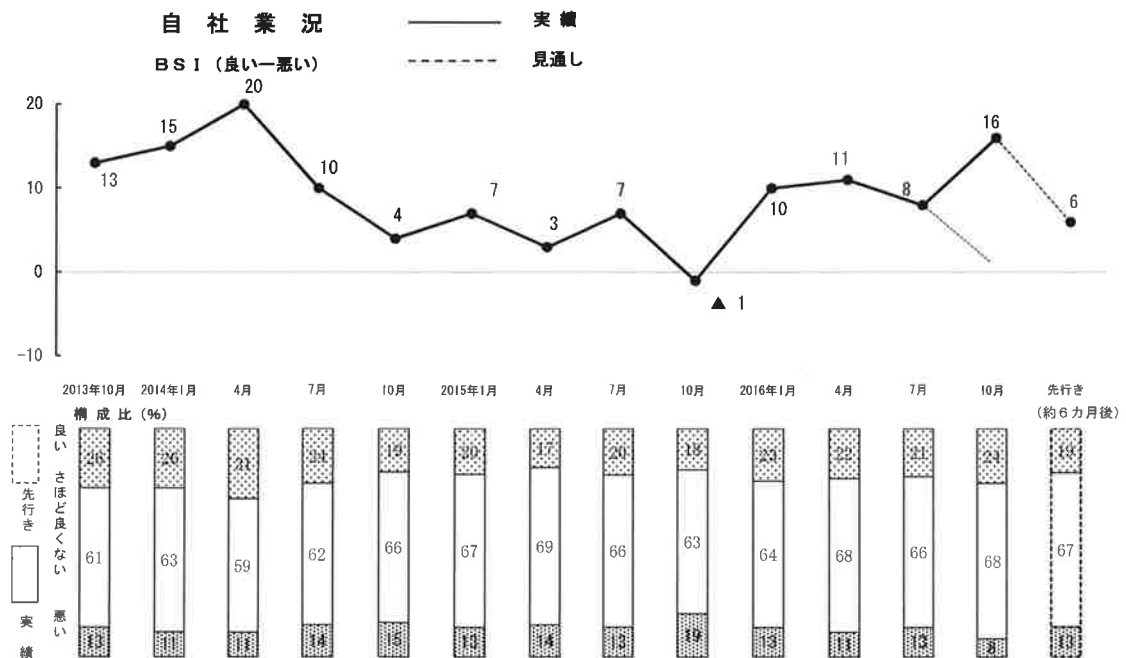 自社業況
実績
BSI（良い－悪い）
見通し
20
10
0
-10
13
15
20
10
4
7
3
7
▲ 1
10
11
8
16
6
2013年10月 2014年1月 4月 7月 10月 2015年1月 4月 7月 10月 2016年1月 4月 7月 10月 先行き
構成比（%） （約6カ月後）
良い さほど良くない 悪い
先行き
実績
26 26 31 24 19 20 17 20 18 23 22 21 24 19
61 63 59 62 66 67 69 66 63 64 68 66 68 67
13 11 11 14 15 13 14 13 19 13 11 13 8 13